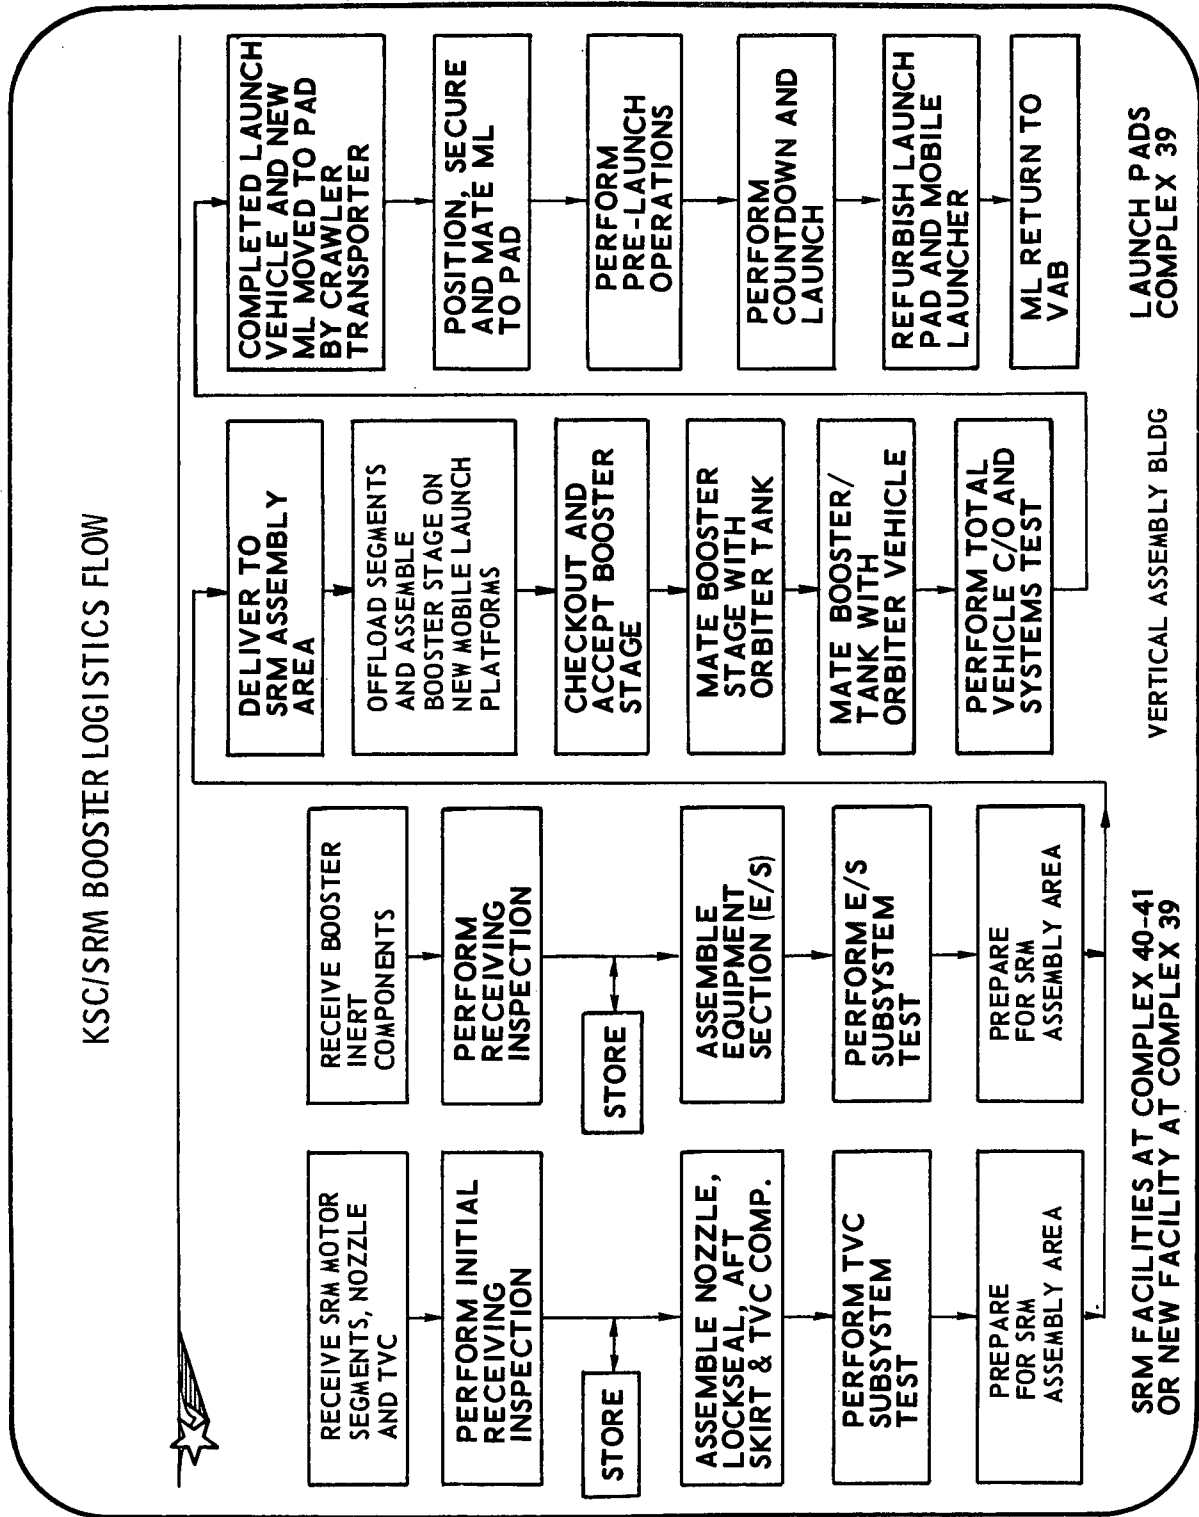 KSC/SRM BOOSTER LOGISTICS FLOW
RECEIVE SRM MOTOR
SEGMENTS, NOZZLE
AND TVC
PERFORM INITIAL
RECEIVING
INSPECTION
STORE
ASSEMBLE NOZZLE,
LOCKSEAL, AFT
SKIRT & TVC COMP.
PERFORM TVC
SUBSYSTEM
TEST
PREPARE
FOR SRM
ASSEMBLY AREA
RECEIVE BOOSTER
INERT
COMPONENTS
PERFORM
RECEIVING
INSPECTION
STORE
ASSEMBLE
EQUIPMENT
SECTION (E/S)
PERFORM E/S
SUBSYSTEM
TEST
PREPARE
FOR SRM
ASSEMBLY AREA
SRM FACILITIES AT COMPLEX 40-41
OR NEW FACILITY AT COMPLEX 39
DELIVER TO
SRM ASSEMBLY
AREA
OFFLOAD SEGMENTS
AND ASSEMBLE
BOOSTER STAGE ON
NEW MOBILE LAUNCH
PLATFORMS
CHECKOUT AND
ACCEPT BOOSTER
STAGE
MATE BOOSTER
STAGE WITH
ORBITER TANK
MATE BOOSTER/
TANK WITH
ORBITER VEHICLE
PERFORM TOTAL
VEHICLE C/O AND
SYSTEMS TEST
VERTICAL ASSEMBLY BLDG
COMPLETED LAUNCH
VEHICLE AND NEW
ML MOVED TO PAD
BY CRAWLER
TRANSPORTER
POSITION, SECURE
AND MATE ML
TO PAD
PERFORM
PRE-LAUNCH
OPERATIONS
PERFORM
COUNTDOWN AND
LAUNCH
REFURBISH LAUNCH
PAD AND MOBILE
LAUNCHER
ML RETURN TO
VAB
LAUNCH PADS
COMPLEX 39